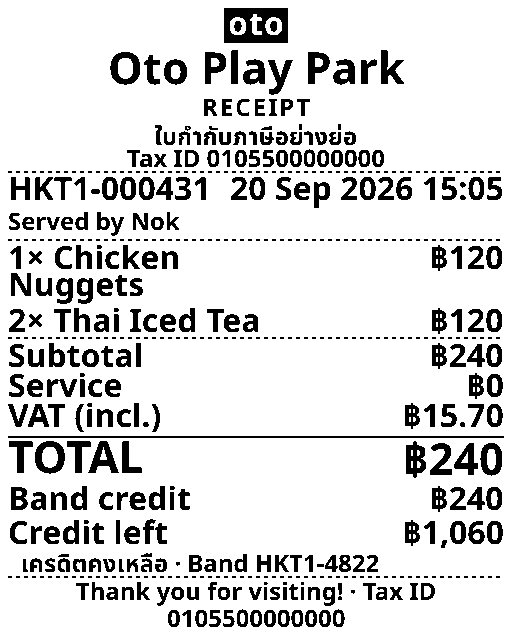 oto
Oto Play Park
RECEIPT
ใบกำกับภาษีอย่างย่อ
Tax ID 0105500000000
HKT1-000431 20 Sep 2026 15:05
Served by Nok
1× Chicken Nuggets ฿120
2× Thai Iced Tea ฿120
Subtotal ฿240
Service ฿0
VAT (incl.) ฿15.70
TOTAL ฿240
Band credit ฿240
Credit left ฿1,060
เครดิตคงเหลือ · Band HKT1-4822
Thank you for visiting! · Tax ID
0105500000000